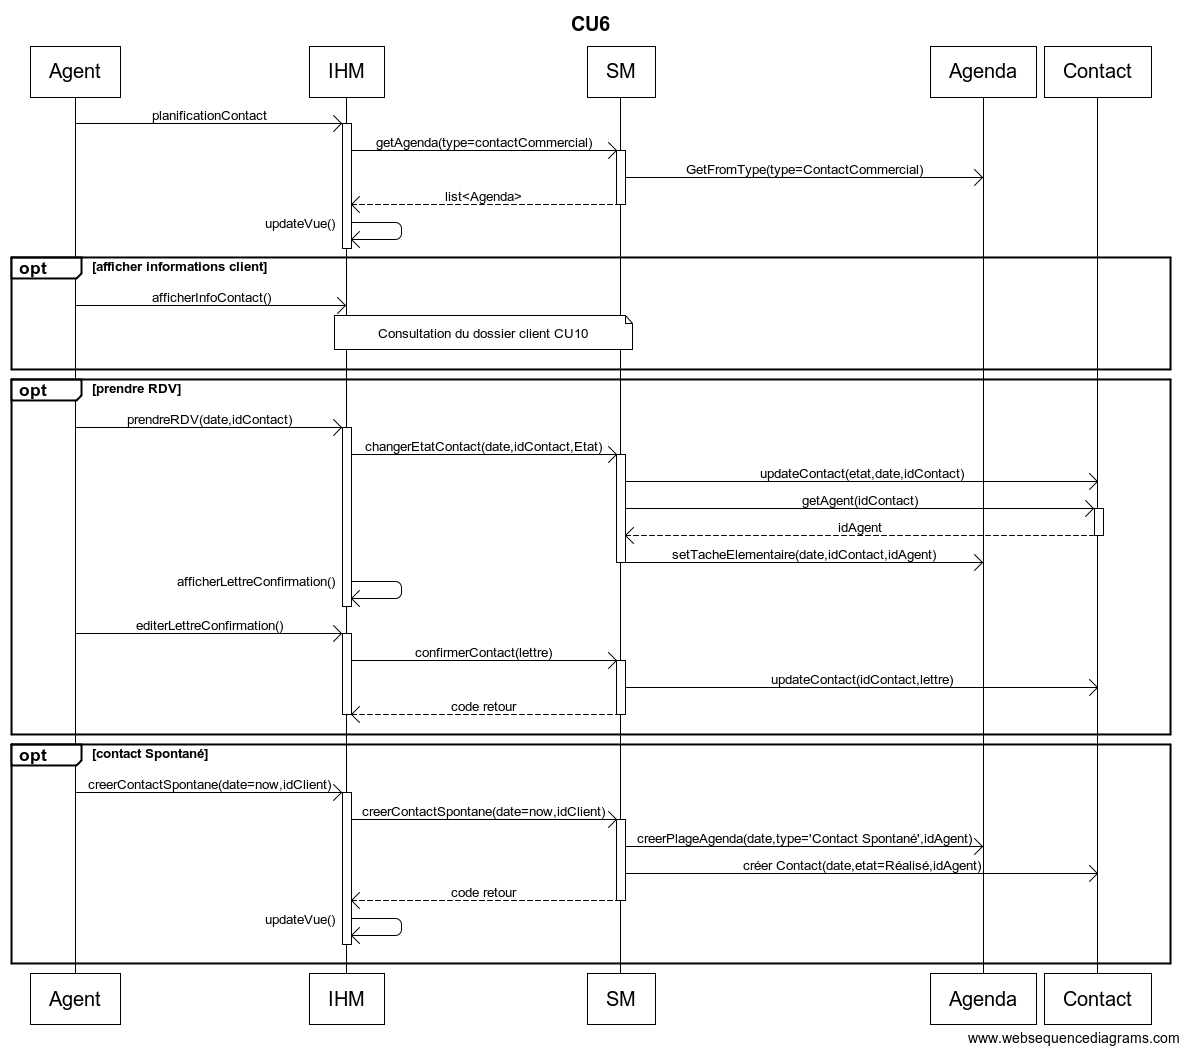 CU6
Agent
IHM
SM
Agenda
Contact
planificationContact
getAgenda(type=contactCommercial)
GetFromType(type=ContactCommercial)
list<Agenda>
updateVue()
opt
[afficher informations client]
afficherInfoContact()
Consultation du dossier client CU10
opt
[prendre RDV]
prendreRDV(date,idContact)
changerEtatContact(date,idContact,Etat)
updateContact(etat,date,idContact)
getAgent(idContact)
idAgent
setTacheElementaire(date,idContact,idAgent)
afficherLettreConfirmation()
editerLettreConfirmation()
confirmerContact(lettre)
updateContact(idContact,lettre)
code retour
opt
[contact Spontané]
creerContactSpontane(date=now,idClient)
creerContactSpontane(date=now,idClient)
creerPlageAgenda(date,type='Contact Spontané',idAgent)
créer Contact(date,etat=Réalisé,idAgent)
code retour
updateVue()
Agent
IHM
SM
Agenda
Contact
www.websequencediagrams.com